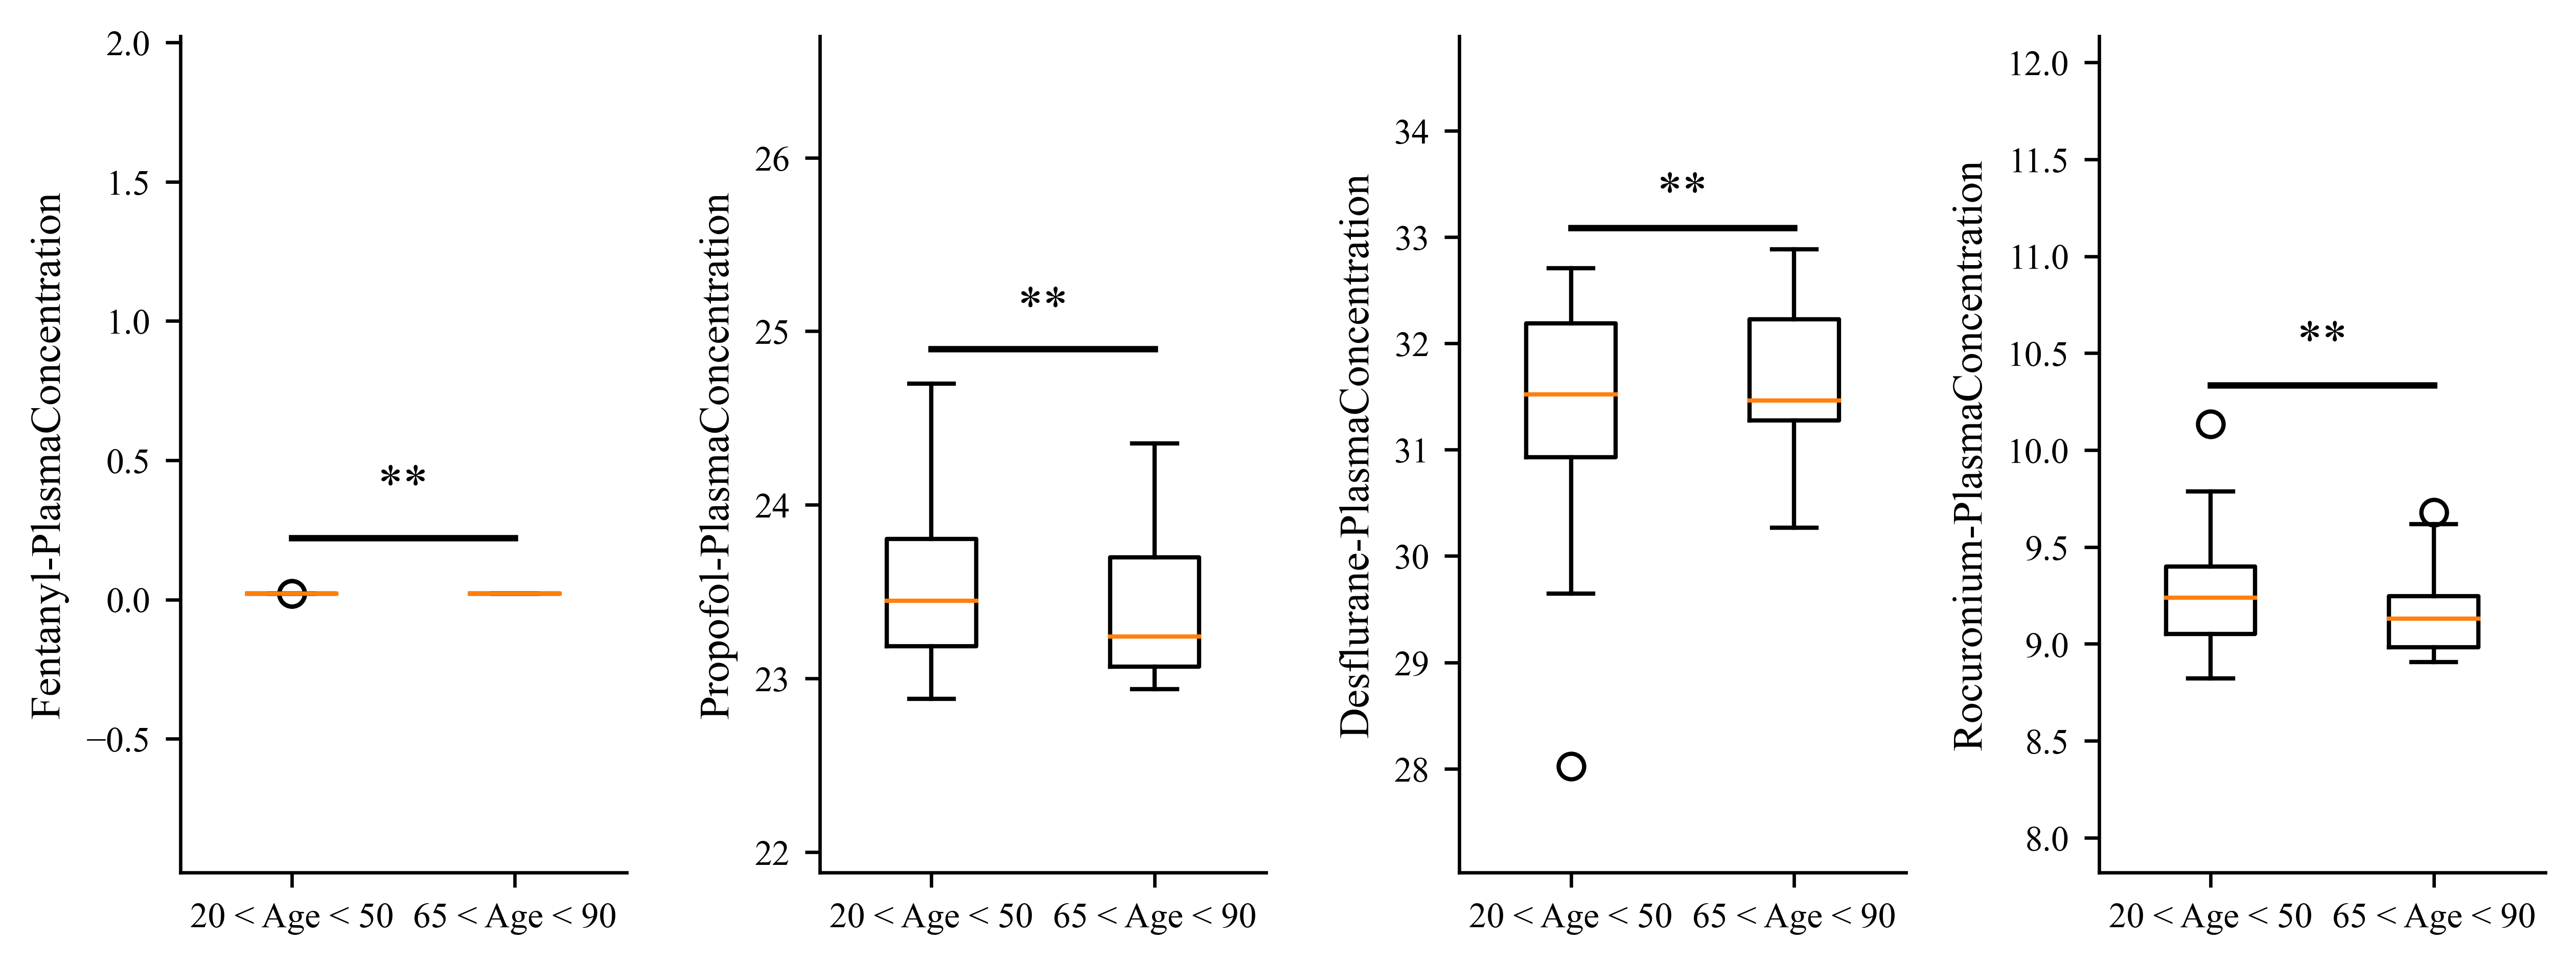 Fentanyl-PlasmaConcentration
2.0
1.5
1.0
0.5
0.0
−0.5
**
20 < Age < 50
65 < Age < 90
Propofol-PlasmaConcentration
26
25
24
23
22
**
20 < Age < 50
65 < Age < 90
Desflurane-PlasmaConcentration
34
33
32
31
30
29
28
**
20 < Age < 50
65 < Age < 90
Rocuronium-PlasmaConcentration
12.0
11.5
11.0
10.5
10.0
9.5
9.0
8.5
8.0
**
20 < Age < 50
65 < Age < 90